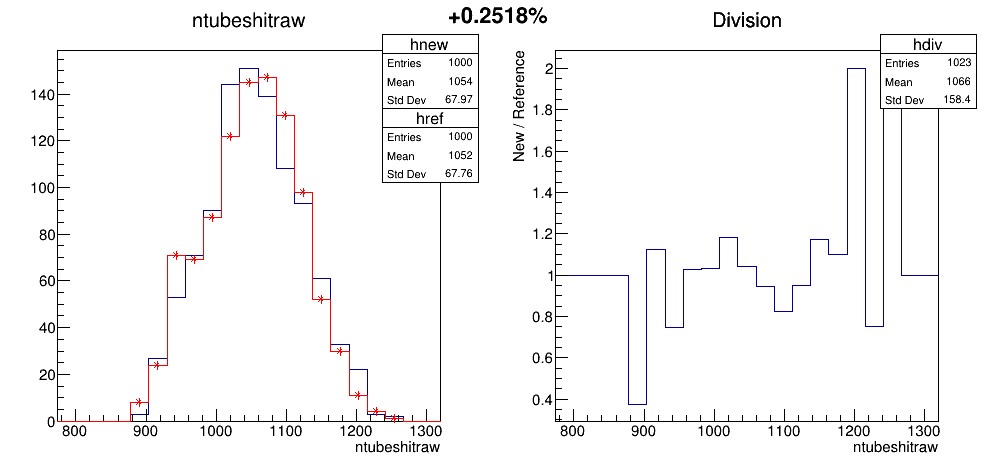 +0.2518%
ntubeshitraw
hnew
Entries 1000
Mean 1054
Std Dev 67.97
href
Entries 1000
Mean 1052
Std Dev 67.76
140
120
100
80
60
40
20
0
800 900 1000 1100 1200 1300
ntubeshitraw
Division
hdiv
Entries 1023
Mean 1066
Std Dev 158.4
New / Reference
2
1.8
1.6
1.4
1.2
1
0.8
0.6
0.4
800 900 1000 1100 1200 1300
ntubeshitraw